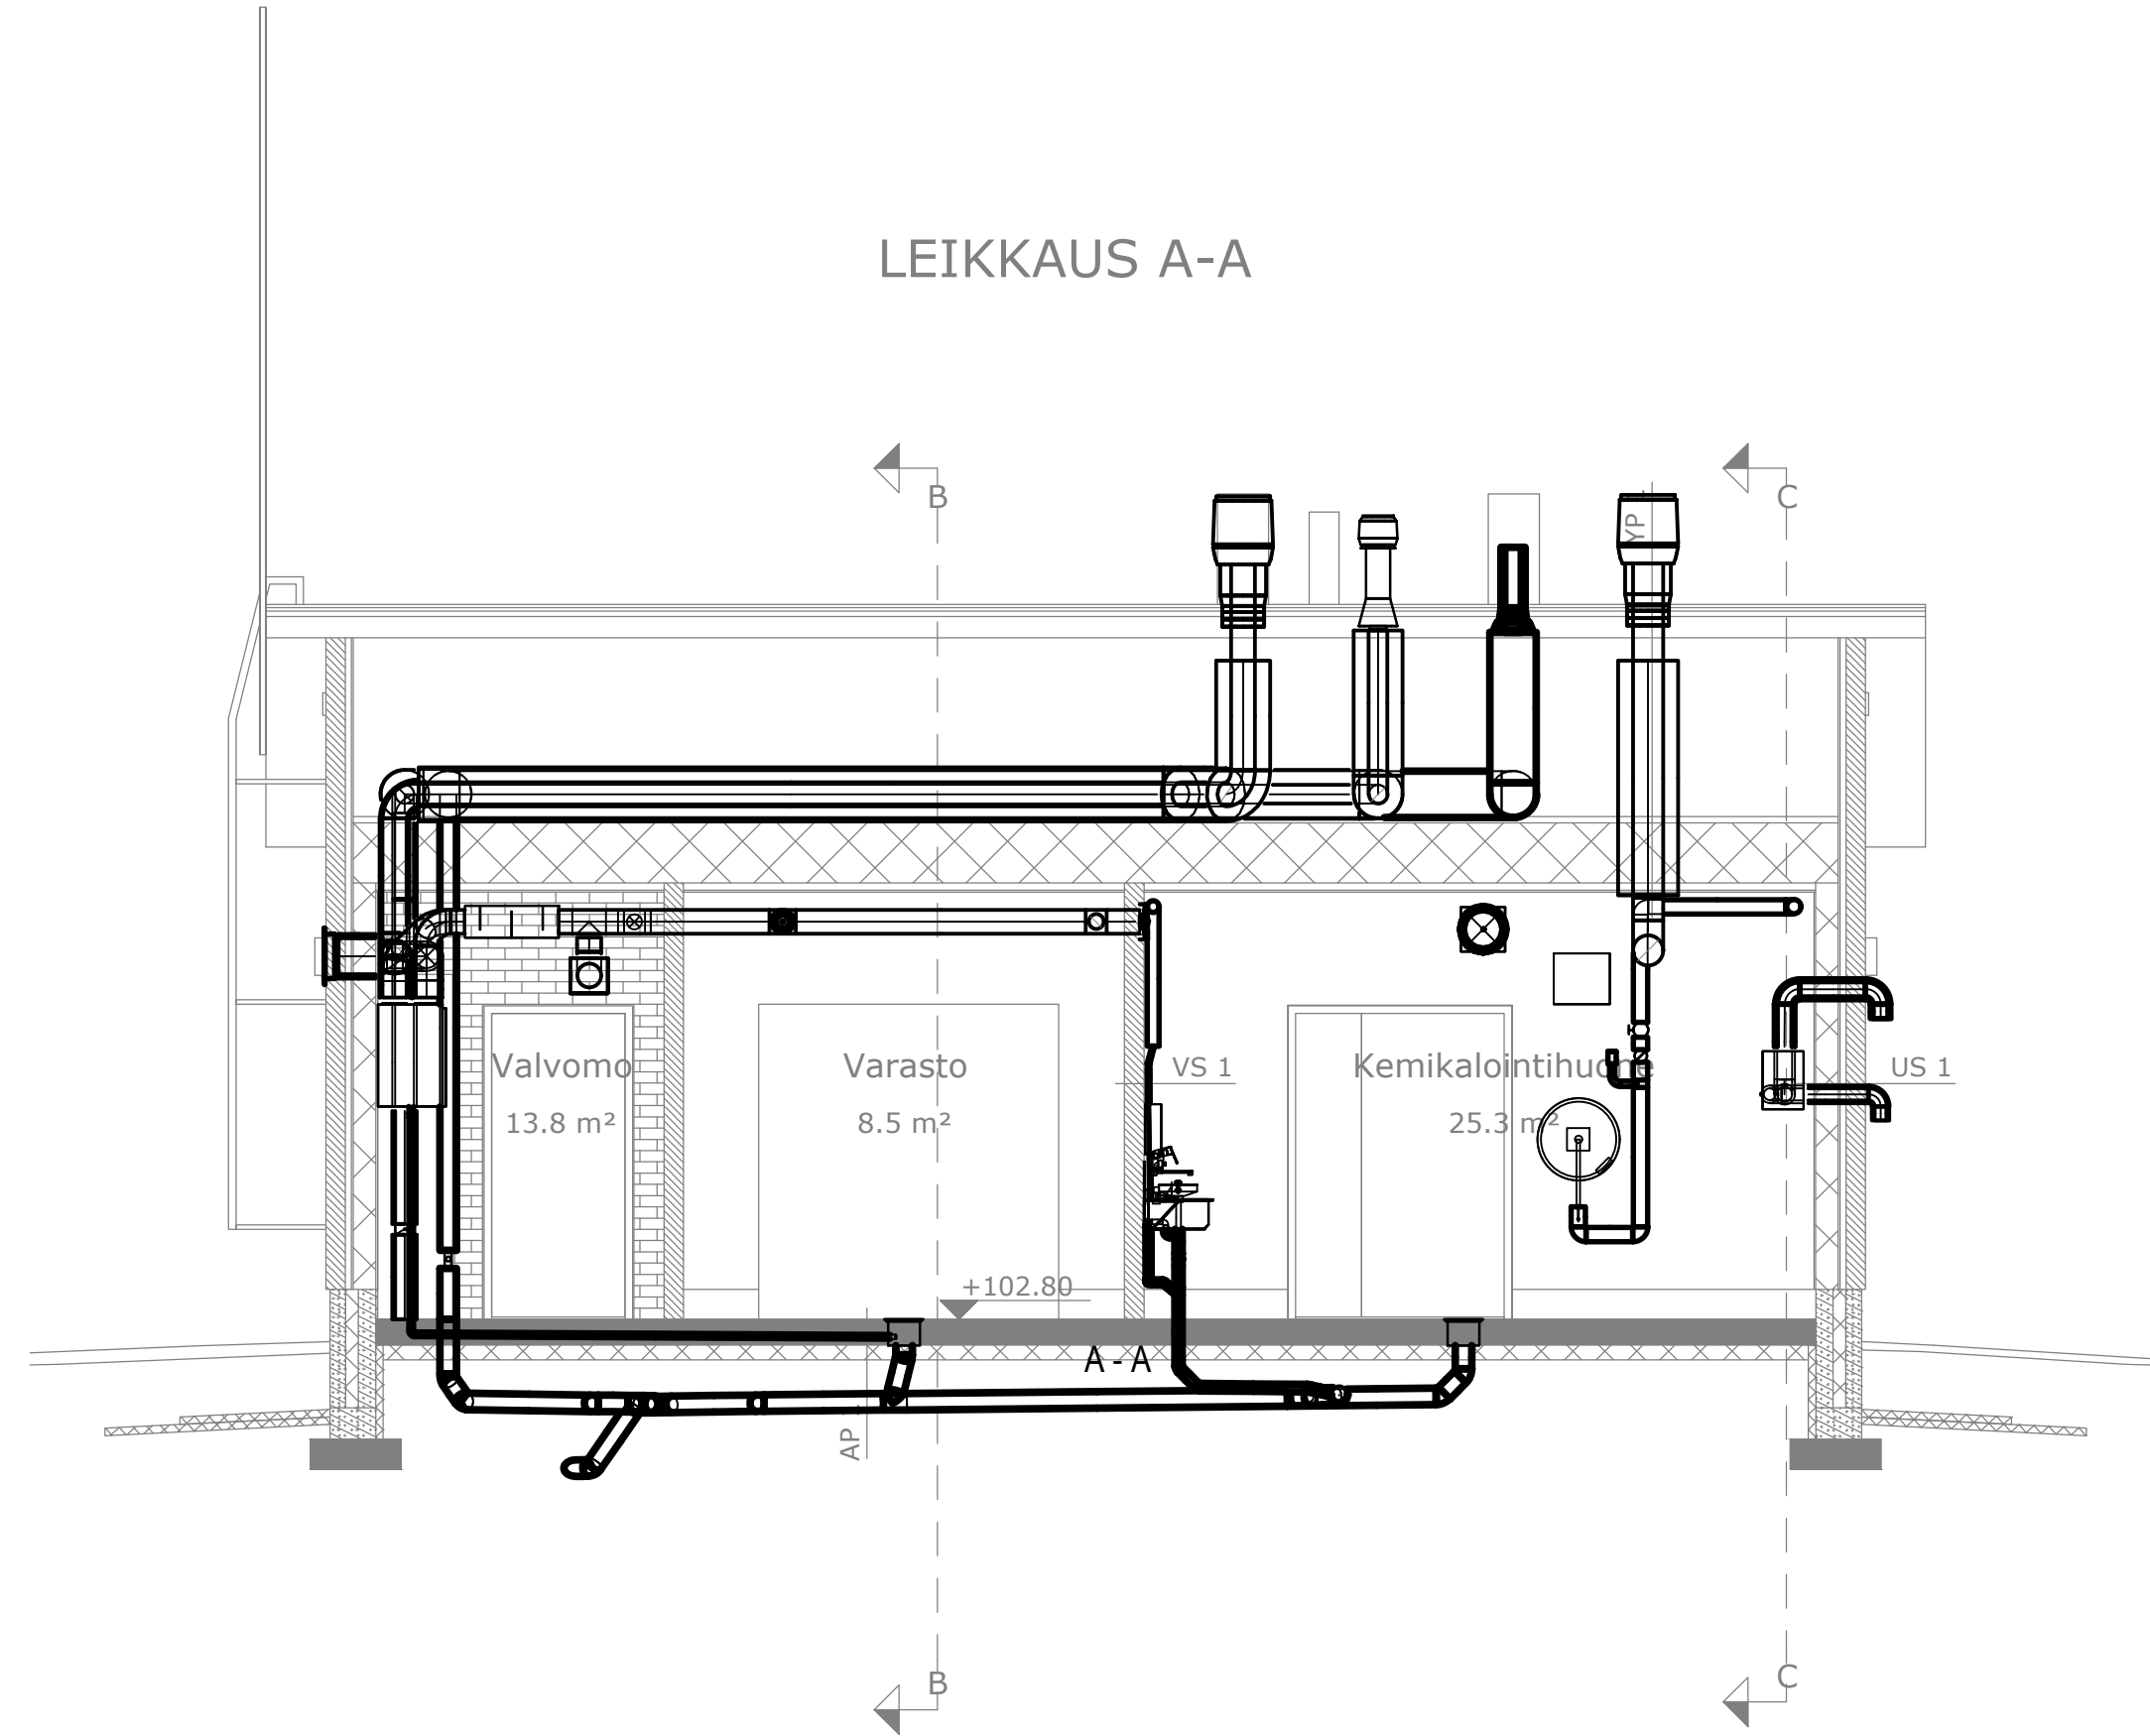 LEIKKAUS A-A
B
C
YP
Valvomo
13.8 m²
Varasto
8.5 m²
VS 1
Kemikalointihuone
25.3 m²
US 1
+102.80
A-A
AP
B
C